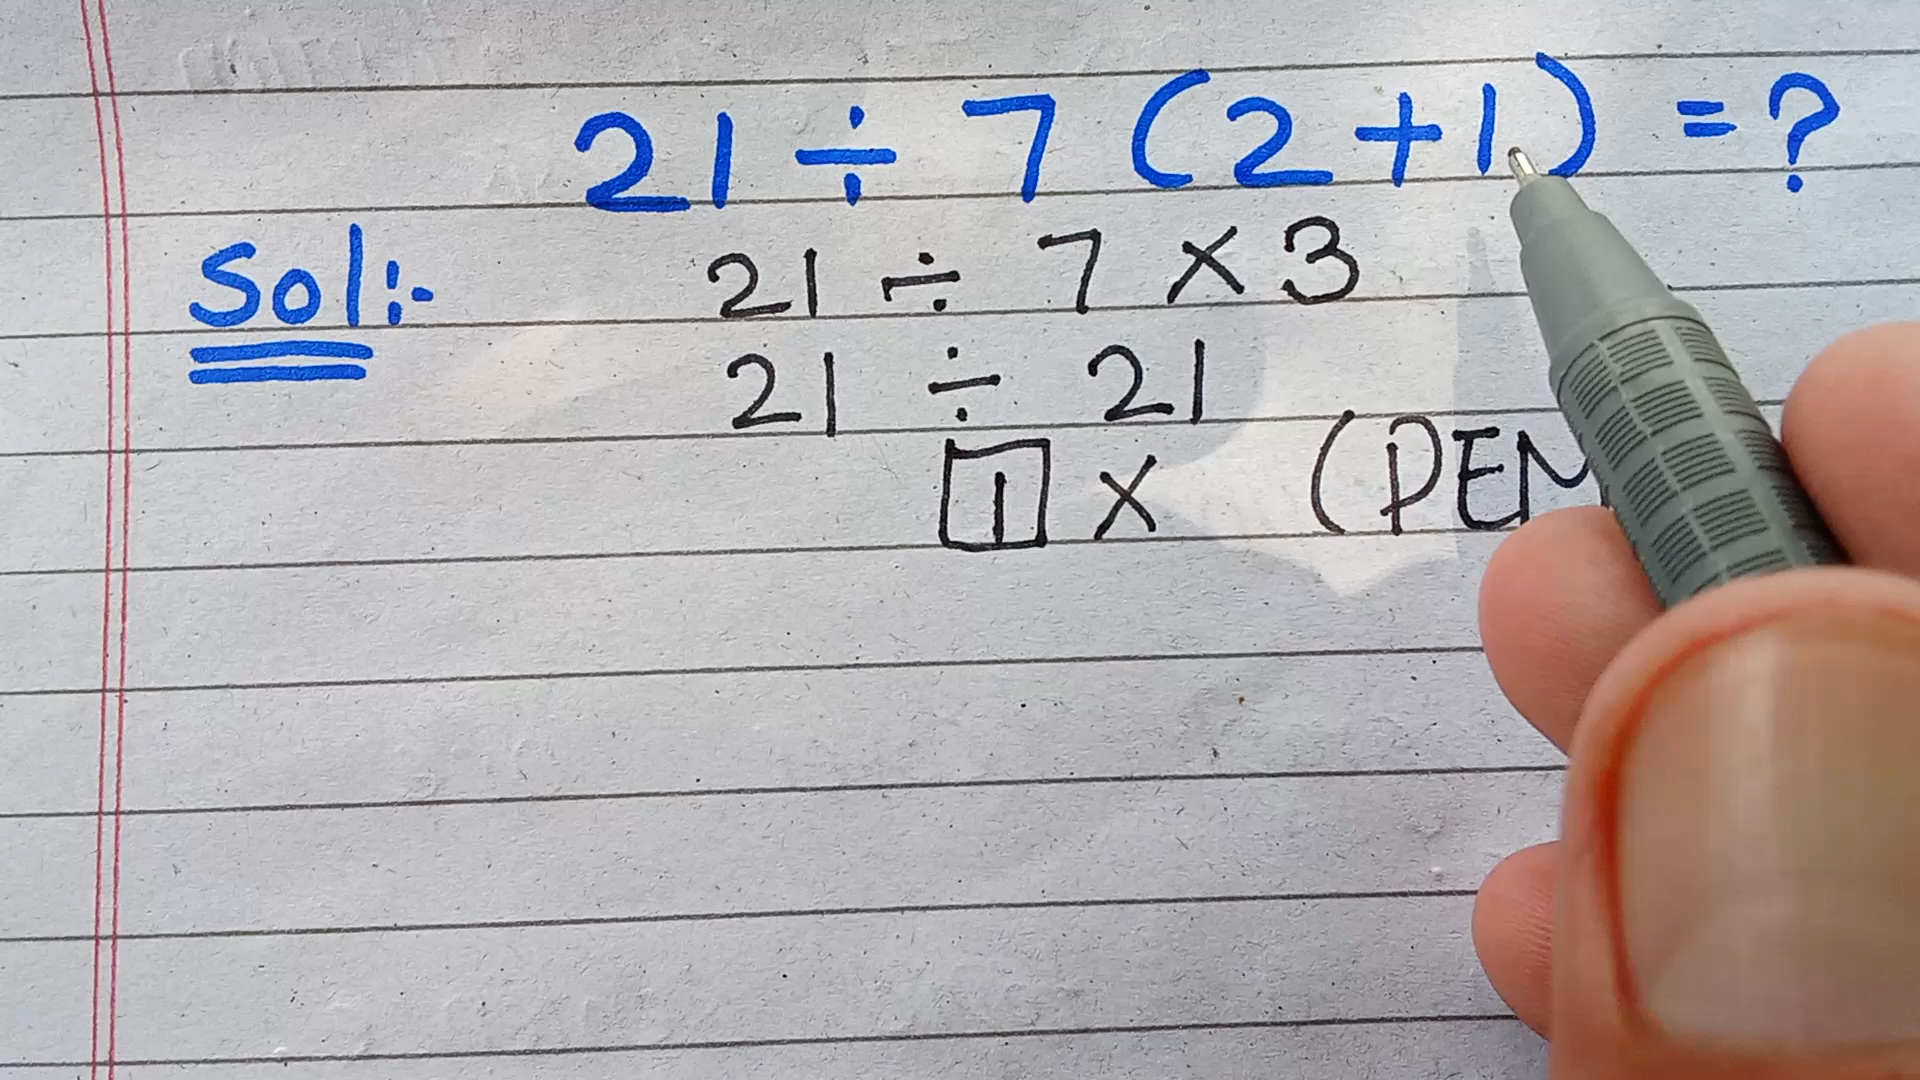 21 ÷ 7 (2+1) = ?
Sol:-
21 ÷ 7 × 3
21 ÷ 21
1 × (PEM